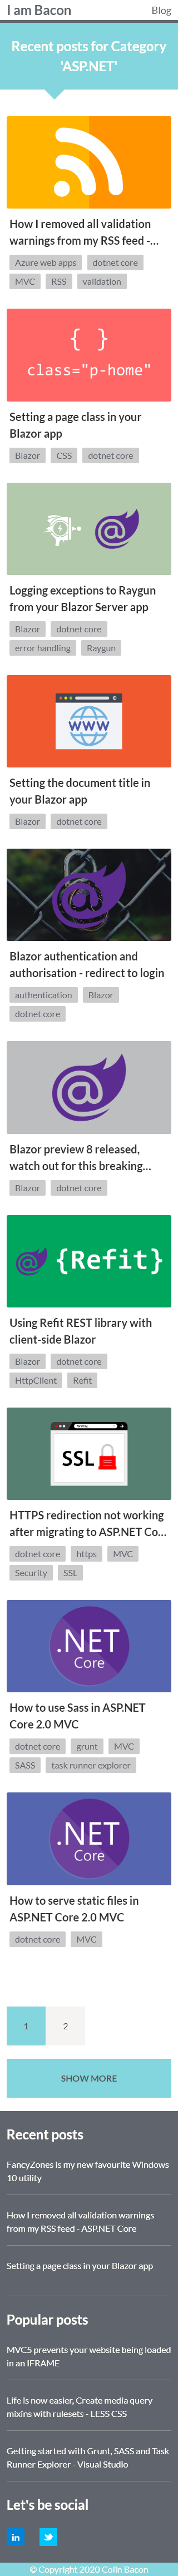 I am Bacon
Blog
Recent posts for Category
'ASP.NET'
How I removed all validation
warnings from my RSS feed -...
Azure web apps
dotnet core
MVC
RSS
validation
{ }
class="p-home"
Setting a page class in your
Blazor app
Blazor
CSS
dotnet core
Logging exceptions to Raygun
from your Blazor Server app
Blazor
dotnet core
error handling
Raygun
WWW
Setting the document title in
your Blazor app
Blazor
dotnet core
Blazor authentication and
authorisation - redirect to login
authentication
Blazor
dotnet core
Blazor preview 8 released,
watch out for this breaking...
Blazor
dotnet core
{Refit}
Using Refit REST library with
client-side Blazor
Blazor
dotnet core
HttpClient
Refit
SSL
HTTPS redirection not working
after migrating to ASP.NET Co...
dotnet core
https
MVC
Security
SSL
.NET
Core
How to use Sass in ASP.NET
Core 2.0 MVC
dotnet core
grunt
MVC
SASS
task runner explorer
.NET
Core
How to serve static files in
ASP.NET Core 2.0 MVC
dotnet core
MVC
1
2
SHOW MORE
Recent posts
FancyZones is my new favourite Windows
10 utility
How I removed all validation warnings
from my RSS feed - ASP.NET Core
Setting a page class in your Blazor app
Popular posts
MVC5 prevents your website being loaded
in an IFRAME
Life is now easier, Create media query
mixins with rulesets - LESS CSS
Getting started with Grunt, SASS and Task
Runner Explorer - Visual Studio
Let's be social
in
© Copyright 2020 Colin Bacon